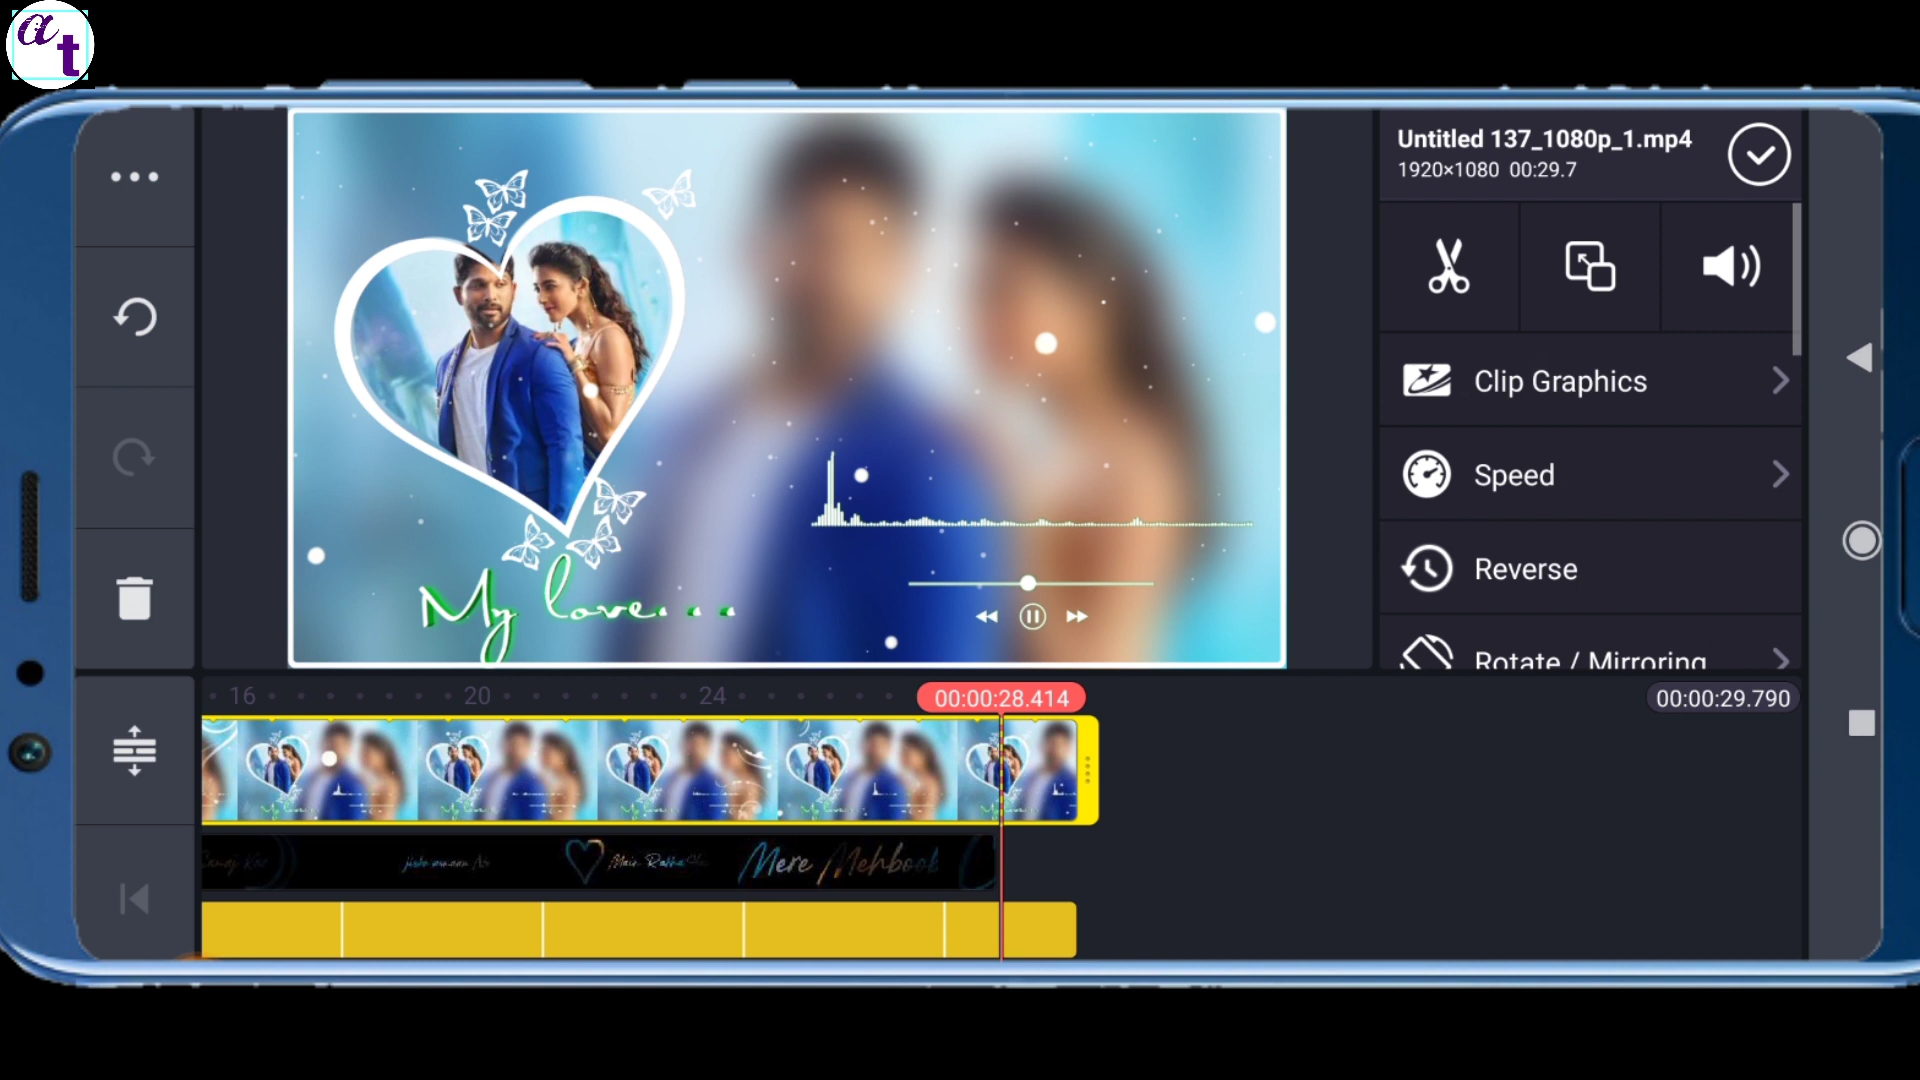 at
Untitled 137_1080p_1.mp4
1920×1080 00:29.7
Clip Graphics
Speed
Reverse
Rotate / Mirroring
My love...
16
20
24
00:00:28.414
00:00:29.790
Mere Mehboob